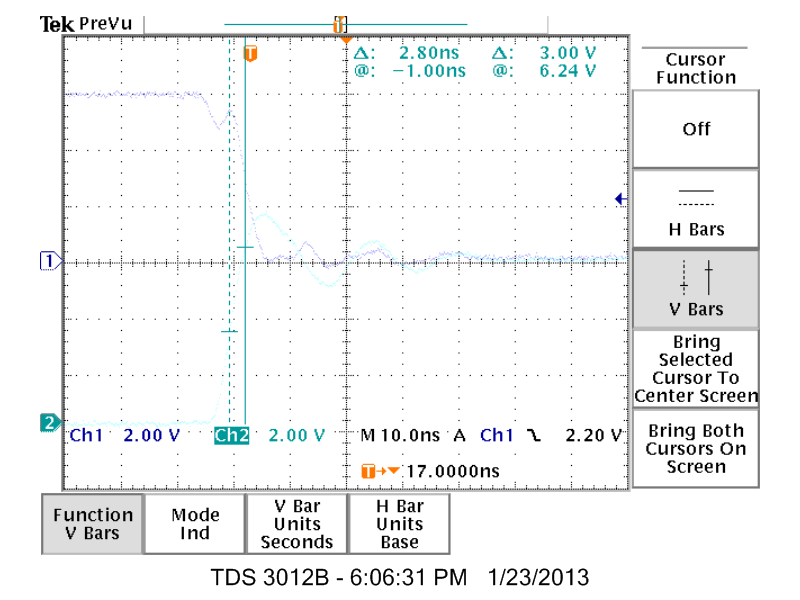 Tek PreVu
T
T
Δ: 2.80ns Δ: 3.00 V
@: −1.00ns @: 6.24 V
1
2
Ch1 2.00 V Ch2 2.00 V M 10.0ns A Ch1 2.20 V
T 17.0000ns
Cursor
Function
Off
H Bars
V Bars
Bring
Selected
Cursor To
Center Screen
Bring Both
Cursors On
Screen
Function
V Bars
Mode
Ind
V Bar
Units
Seconds
H Bar
Units
Base
TDS 3012B - 6:06:31 PM 1/23/2013